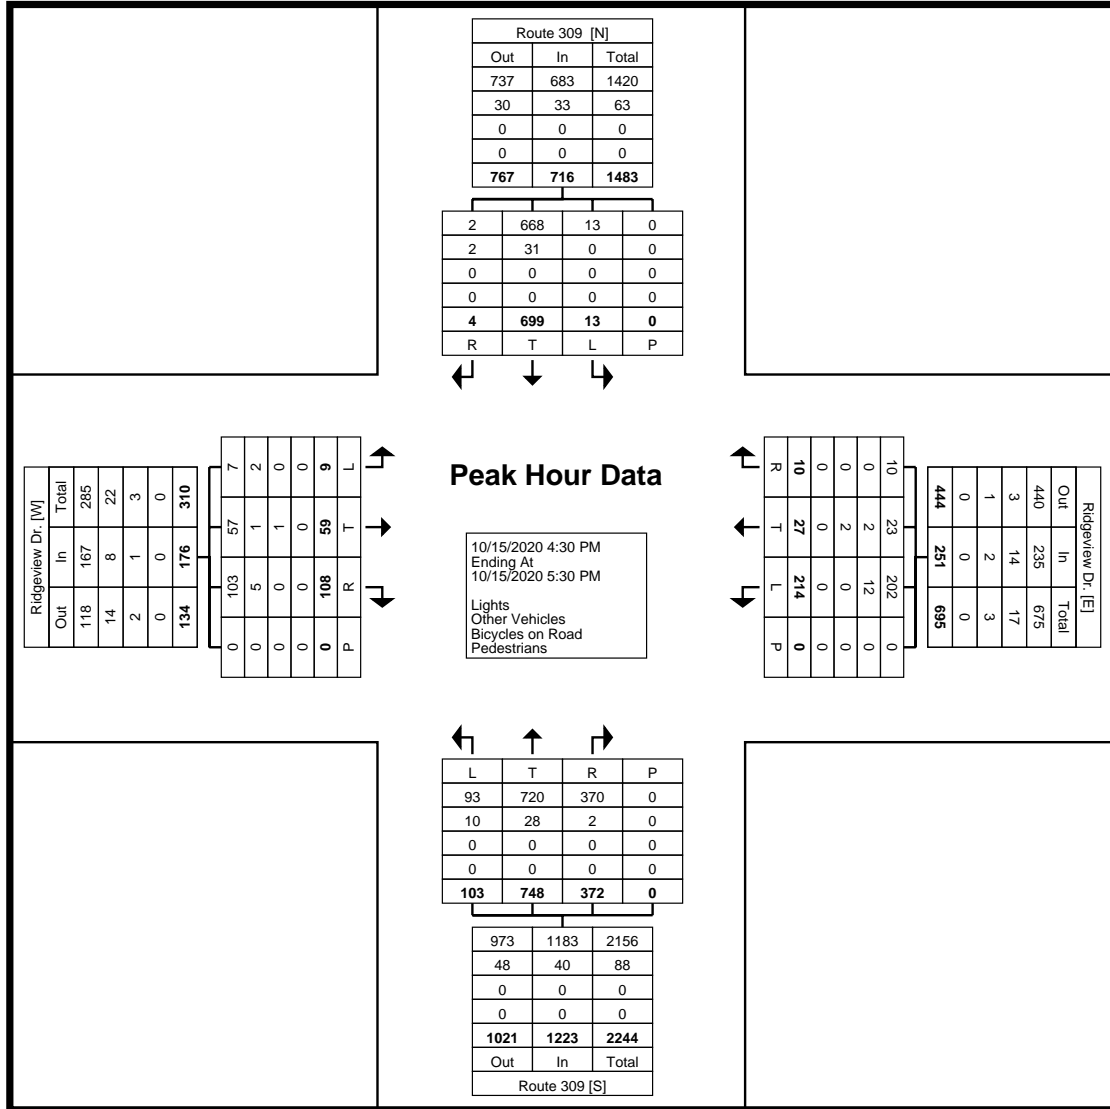 Route 309 [N]
Out In Total
737 683 1420
30 33 63
0 0 0
0 0 0
767 716 1483
2 668 13 0
2 31 0 0
0 0 0 0
0 0 0 0
4 699 13 0
R T L P
Ridgeview Dr. [W]
Total In Out
285 167 118
22 8 14
3 1 2
0 0 0
310 176 134
7 57 103 0
2 1 5 0
0 1 0 0
0 0 0 0
9 59 108 0
L T R P
Peak Hour Data
10/15/2020 4:30 PM
Ending At
10/15/2020 5:30 PM
Lights
Other Vehicles
Bicycles on Road
Pedestrians
Ridgeview Dr. [E]
Out In Total
440 235 675
3 14 17
1 2 3
0 0 0
444 251 695
10 23 202 0
0 2 12 0
0 2 0 0
0 0 0 0
10 27 214 0
R T L P
L T R P
93 720 370 0
10 28 2 0
0 0 0 0
0 0 0 0
103 748 372 0
973 1183 2156
48 40 88
0 0 0
0 0 0
1021 1223 2244
Out In Total
Route 309 [S]